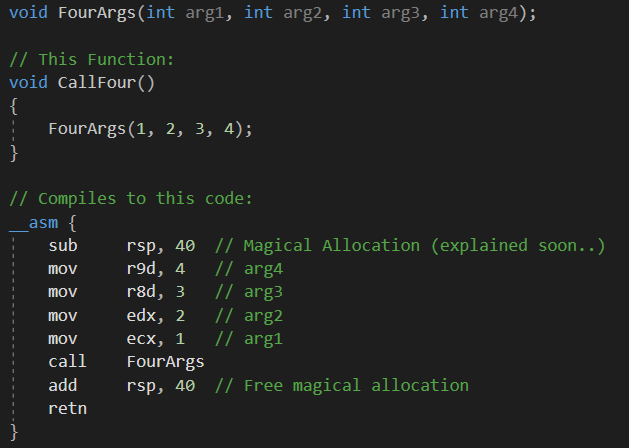 void FourArgs(int arg1, int arg2, int arg3, int arg4);
// This Function:
void CallFour()
{
FourArgs(1, 2, 3, 4);
}
// Compiles to this code:
__asm {
sub rsp, 40 // Magical Allocation (explained soon..)
mov r9d, 4 // arg4
mov r8d, 3 // arg3
mov edx, 2 // arg2
mov ecx, 1 // arg1
call FourArgs
add rsp, 40 // Free magical allocation
retn
}